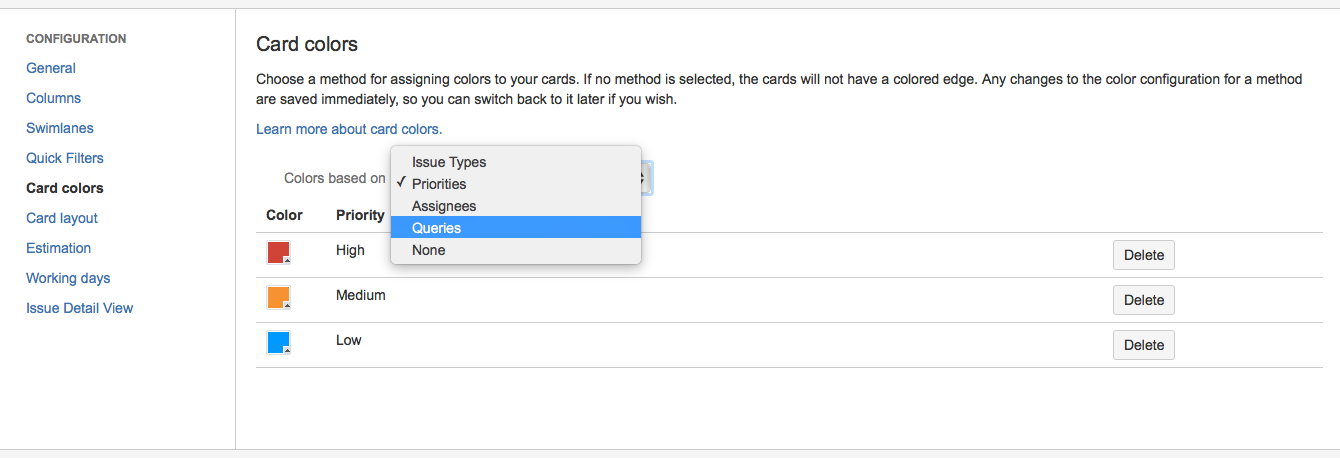 CONFIGURATION
General
Columns
Swimlanes
Quick Filters
Card colors
Card layout
Estimation
Working days
Issue Detail View
Card colors
Choose a method for assigning colors to your cards. If no method is selected, the cards will not have a colored edge. Any changes to the color configuration for a method
are saved immediately, so you can switch back to it later if you wish.
Learn more about card colors.
Colors based on
Issue Types
✓ Priorities
Assignees
Queries
None
Color Priority
High Delete
Medium Delete
Low Delete